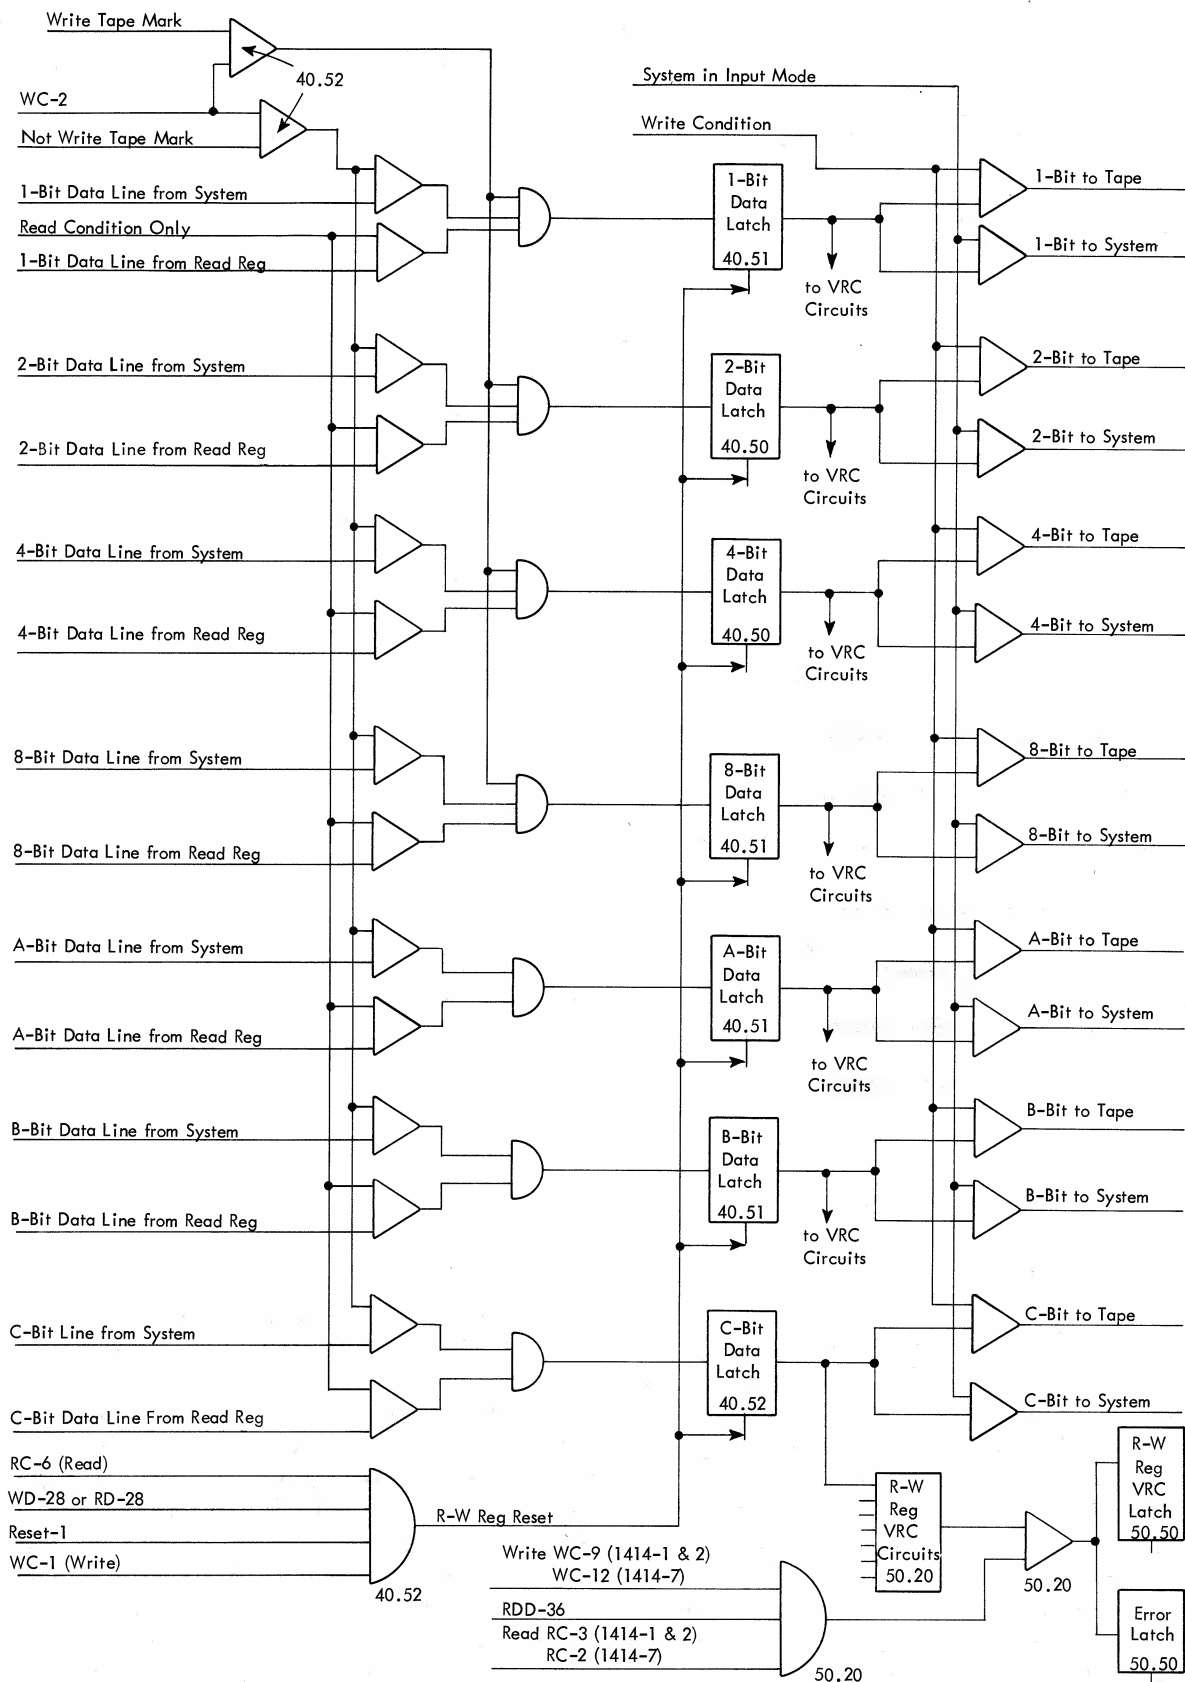 Write Tape Mark
40.52
System in Input Mode
WC-2
Write Condition
Not Write Tape Mark
1-Bit Data Line from System
1-Bit
Data
Latch
40.51
1-Bit to Tape
Read Condition Only
1-Bit to System
1-Bit Data Line from Read Reg
to VRC
Circuits
2-Bit Data Line from System
2-Bit
Data
Latch
40.50
2-Bit to Tape
2-Bit Data Line from Read Reg
2-Bit to System
to VRC
Circuits
4-Bit Data Line from System
4-Bit
Data
Latch
40.50
4-Bit to Tape
4-Bit Data Line from Read Reg
4-Bit to System
to VRC
Circuits
8-Bit Data Line from System
8-Bit
Data
Latch
40.51
8-Bit to Tape
8-Bit Data Line from Read Reg
8-Bit to System
to VRC
Circuits
A-Bit Data Line from System
A-Bit
Data
Latch
40.51
A-Bit to Tape
A-Bit Data Line from Read Reg
A-Bit to System
to VRC
Circuits
B-Bit Data Line from System
B-Bit
Data
Latch
40.51
B-Bit to Tape
B-Bit Data Line from Read Reg
B-Bit to System
to VRC
Circuits
C-Bit Line from System
C-Bit
Data
Latch
40.52
C-Bit to Tape
C-Bit Data Line From Read Reg
C-Bit to System
RC-6 (Read)
WD-28 or RD-28
Reset-1
WC-1 (Write)
40.52
R-W Reg Reset
R-W
Reg
VRC
Circuits
50.20
R-W
Reg
VRC
Latch
50.50
Write WC-9 (1414-1 & 2)
WC-12 (1414-7)
RDD-36
Read RC-3 (1414-1 & 2)
RC-2 (1414-7)
50.20
50.20
Error
Latch
50.50